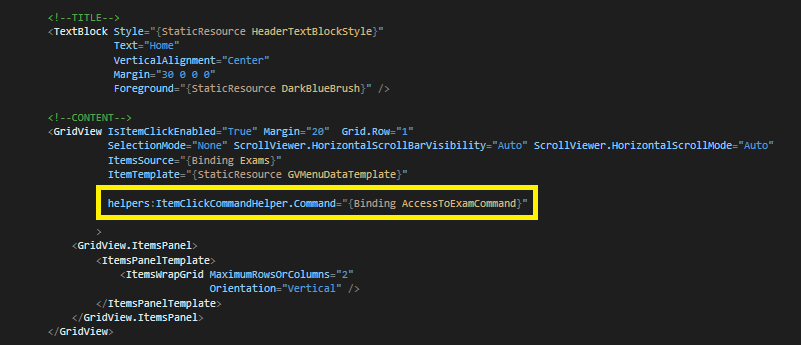 <!--TITLE-->
<TextBlock Style="{StaticResource HeaderTextBlockStyle}"
Text="Home"
VerticalAlignment="Center"
Margin="30 0 0 0"
Foreground="{StaticResource DarkBlueBrush}" />
<!--CONTENT-->
<GridView IsItemClickEnabled="True" Margin="20"  Grid.Row="1"
SelectionMode="None" ScrollViewer.HorizontalScrollBarVisibility="Auto" ScrollViewer.HorizontalScrollMode="Auto"
ItemsSource="{Binding Exams}"
ItemTemplate="{StaticResource GVMenuDataTemplate}"
helpers:ItemClickCommandHelper.Command="{Binding AccessToExamCommand}"
>
<GridView.ItemsPanel>
<ItemsPanelTemplate>
<ItemsWrapGrid MaximumRowsOrColumns="2"
Orientation="Vertical" />
</ItemsPanelTemplate>
</GridView.ItemsPanel>
</GridView>